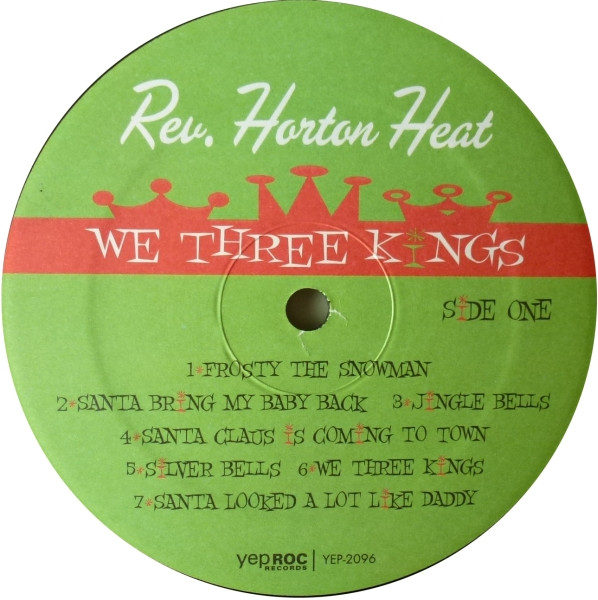 Rev. Horton Heat
WE THREE KiNGS
SiDE ONE
1*FROSTY THE SNOWMAN
2*SANTA BRiNG MY BABY BACK 3*JiNGLE BELLS
4*SANTA CLAUS iS COMiNG TO TOWN
5*SiLVER BELLS 6*WE THREE KiNGS
7*SANTA LOOKED A LOT LiKE DADDY
yepROC RECORDS | YEP-2096